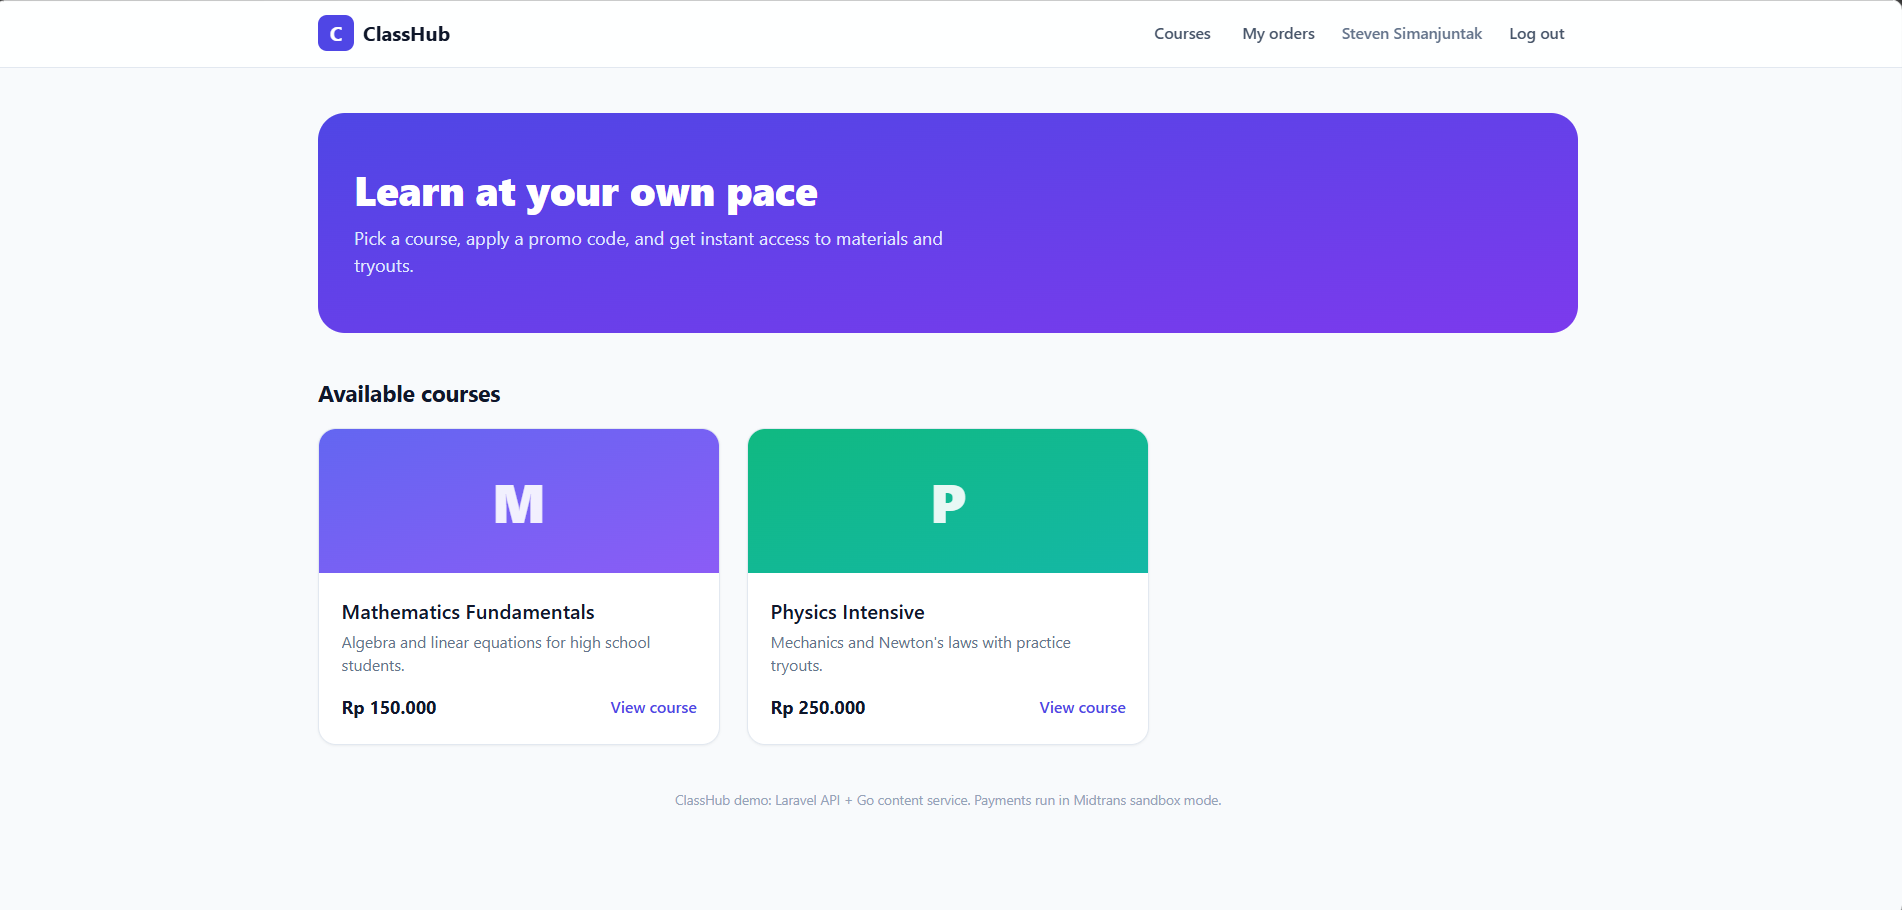 C ClassHub
Courses My orders Steven Simanjuntak Log out
Learn at your own pace
Pick a course, apply a promo code, and get instant access to materials and
tryouts.
Available courses
M
Mathematics Fundamentals
Algebra and linear equations for high school
students.
Rp 150.000 View course
P
Physics Intensive
Mechanics and Newton's laws with practice
tryouts.
Rp 250.000 View course
ClassHub demo: Laravel API + Go content service. Payments run in Midtrans sandbox mode.